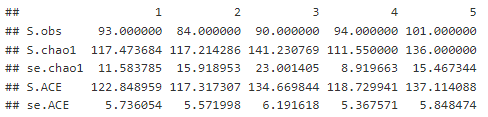 ##                   1          2          3          4          5
## S.obs     93.000000  84.000000  90.000000  94.000000 101.000000
## S.chao1  117.473684 117.214286 141.230769 111.550000 136.000000
## se.chao1  11.583785  15.918953  23.001405   8.919663  15.467344
## S.ACE    122.848959 117.317307 134.669844 118.729941 137.114088
## se.ACE     5.736054   5.571998   6.191618   5.367571   5.848474